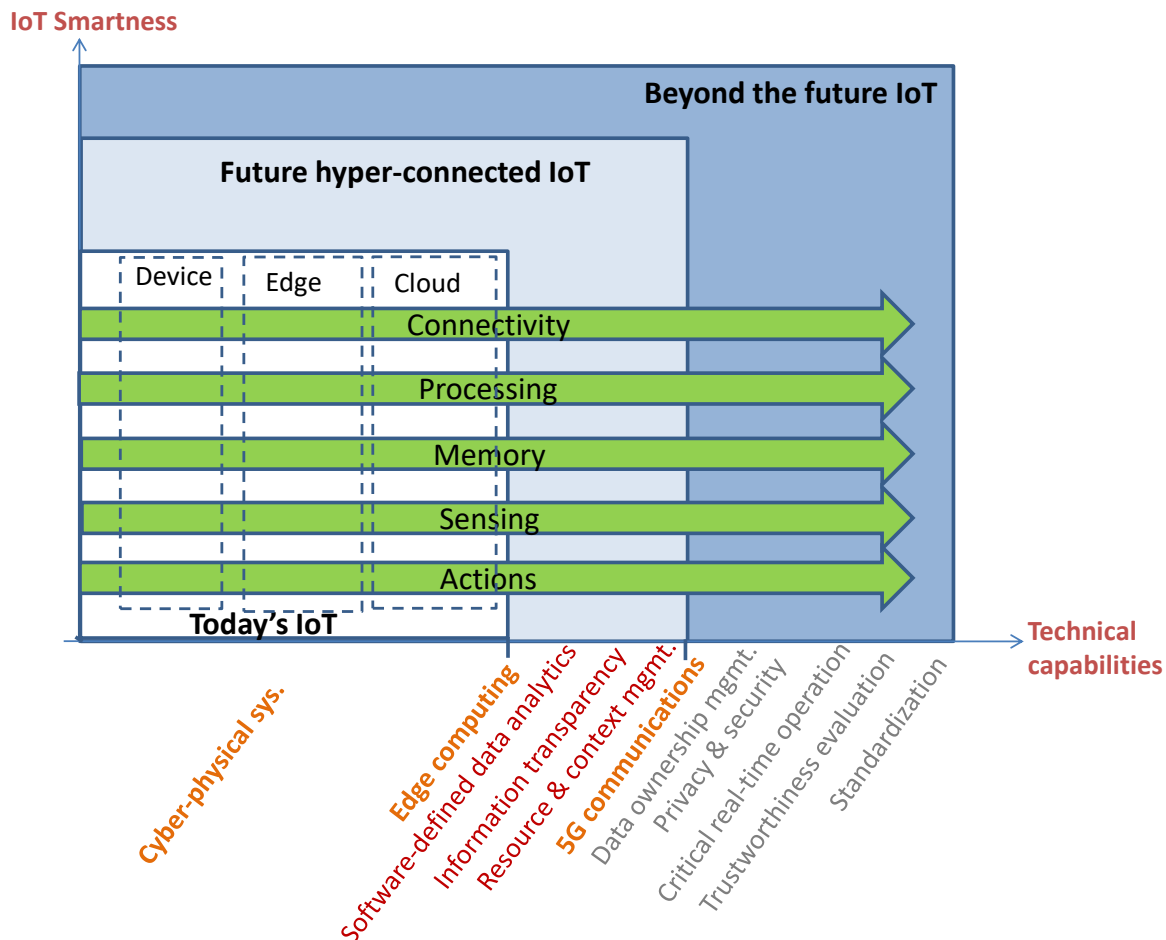 IoT Smartness
Beyond the future IoT
Future hyper-connected IoT
Device
Edge
Cloud
Connectivity
Processing
Memory
Sensing
Actions
Today's IoT
Technical
capabilities
Cyber-physical sys.
Edge computing
Software-defined data analytics
Information transparency
Resource & context mgmt.
5G communications
Data ownership mgmt.
Privacy & security
Critical real-time operation
Trustworthiness evaluation
Standardization